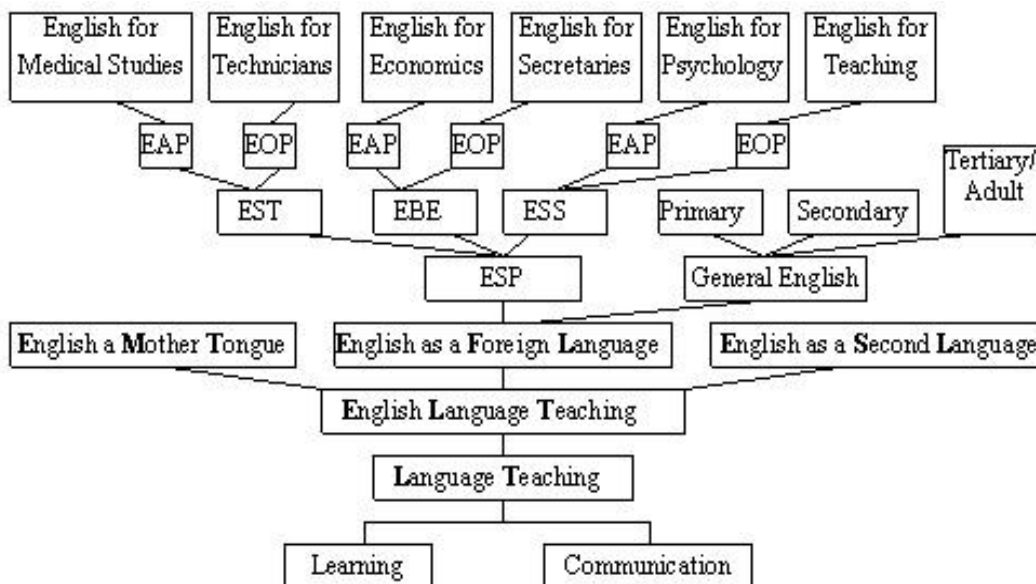 English for
Medical Studies
English for
Technicians
English for
Economics
English for
Secretaries
English for
Psychology
English for
Teaching
EAP
EOP
EAP
EOP
EAP
EOP
Tertiary/
Adult
EST
EBE
ESS
Primary
Secondary
ESP
General English
English a Mother Tongue
English as a Foreign Language
English as a Second Language
English Language Teaching
Language Teaching
Learning
Communication